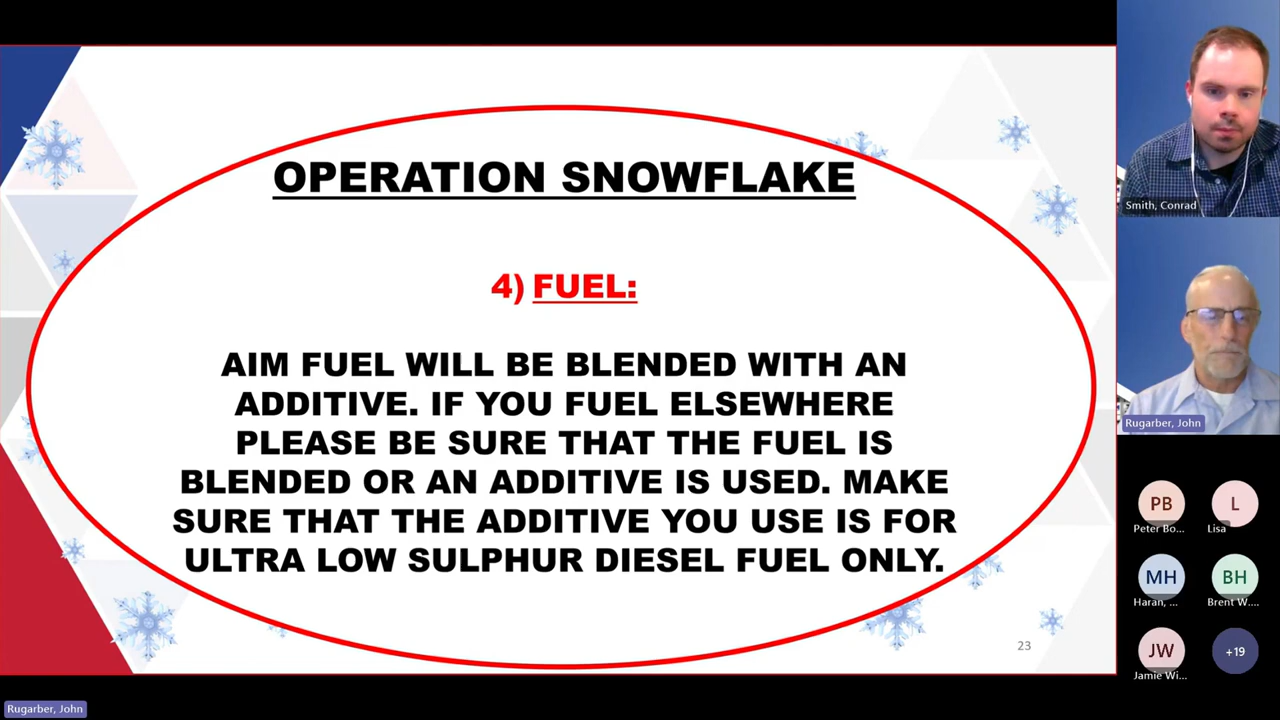 OPERATION SNOWFLAKE
4) FUEL:
AIM FUEL WILL BE BLENDED WITH AN
ADDITIVE. IF YOU FUEL ELSEWHERE
PLEASE BE SURE THAT THE FUEL IS
BLENDED OR AN ADDITIVE IS USED. MAKE
SURE THAT THE ADDITIVE YOU USE IS FOR
ULTRA LOW SULPHUR DIESEL FUEL ONLY.
23
Smith, Conrad
Rugarber, John
PB
Peter Bo...
L
Lisa
MH
Haran, ...
BH
Brent W....
JW
Jamie Wi...
+19
Rugarber, John